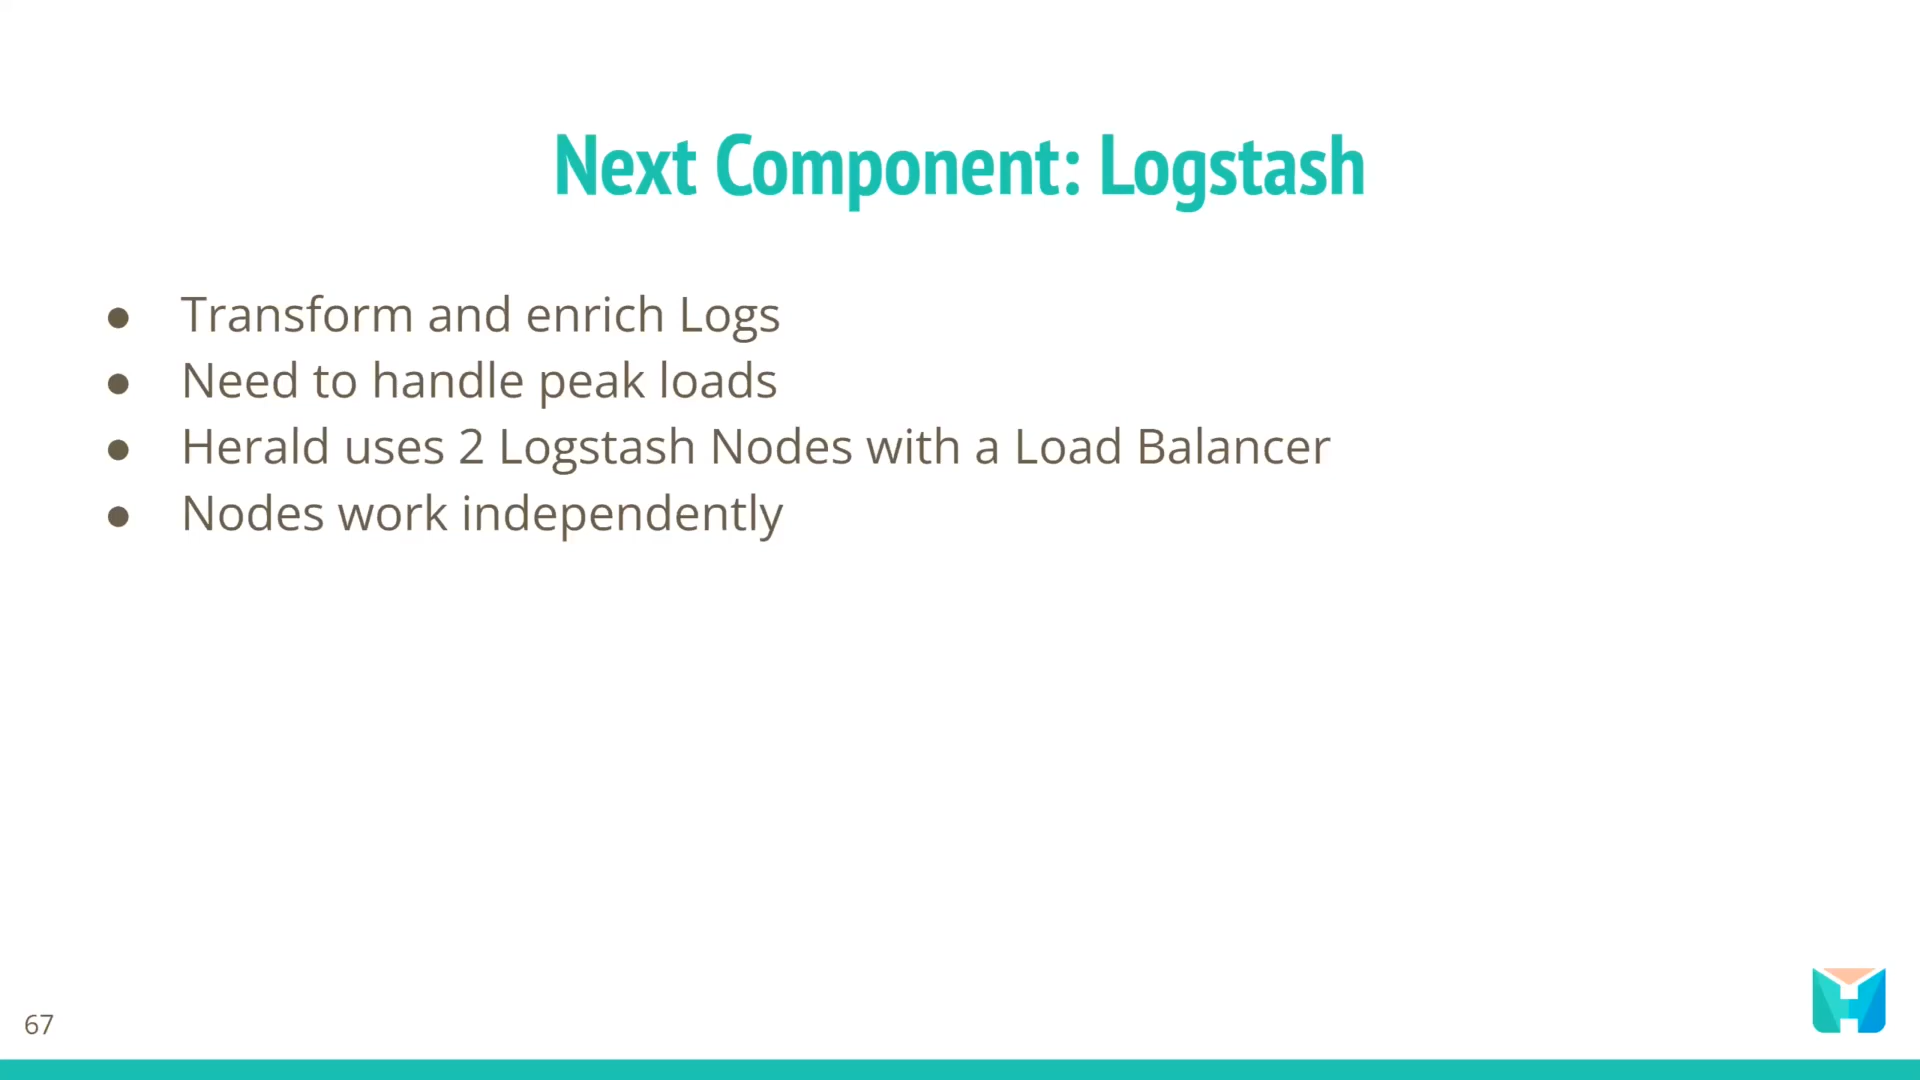 Next Component: Logstash
● Transform and enrich Logs
● Need to handle peak loads
● Herald uses 2 Logstash Nodes with a Load Balancer
● Nodes work independently
67